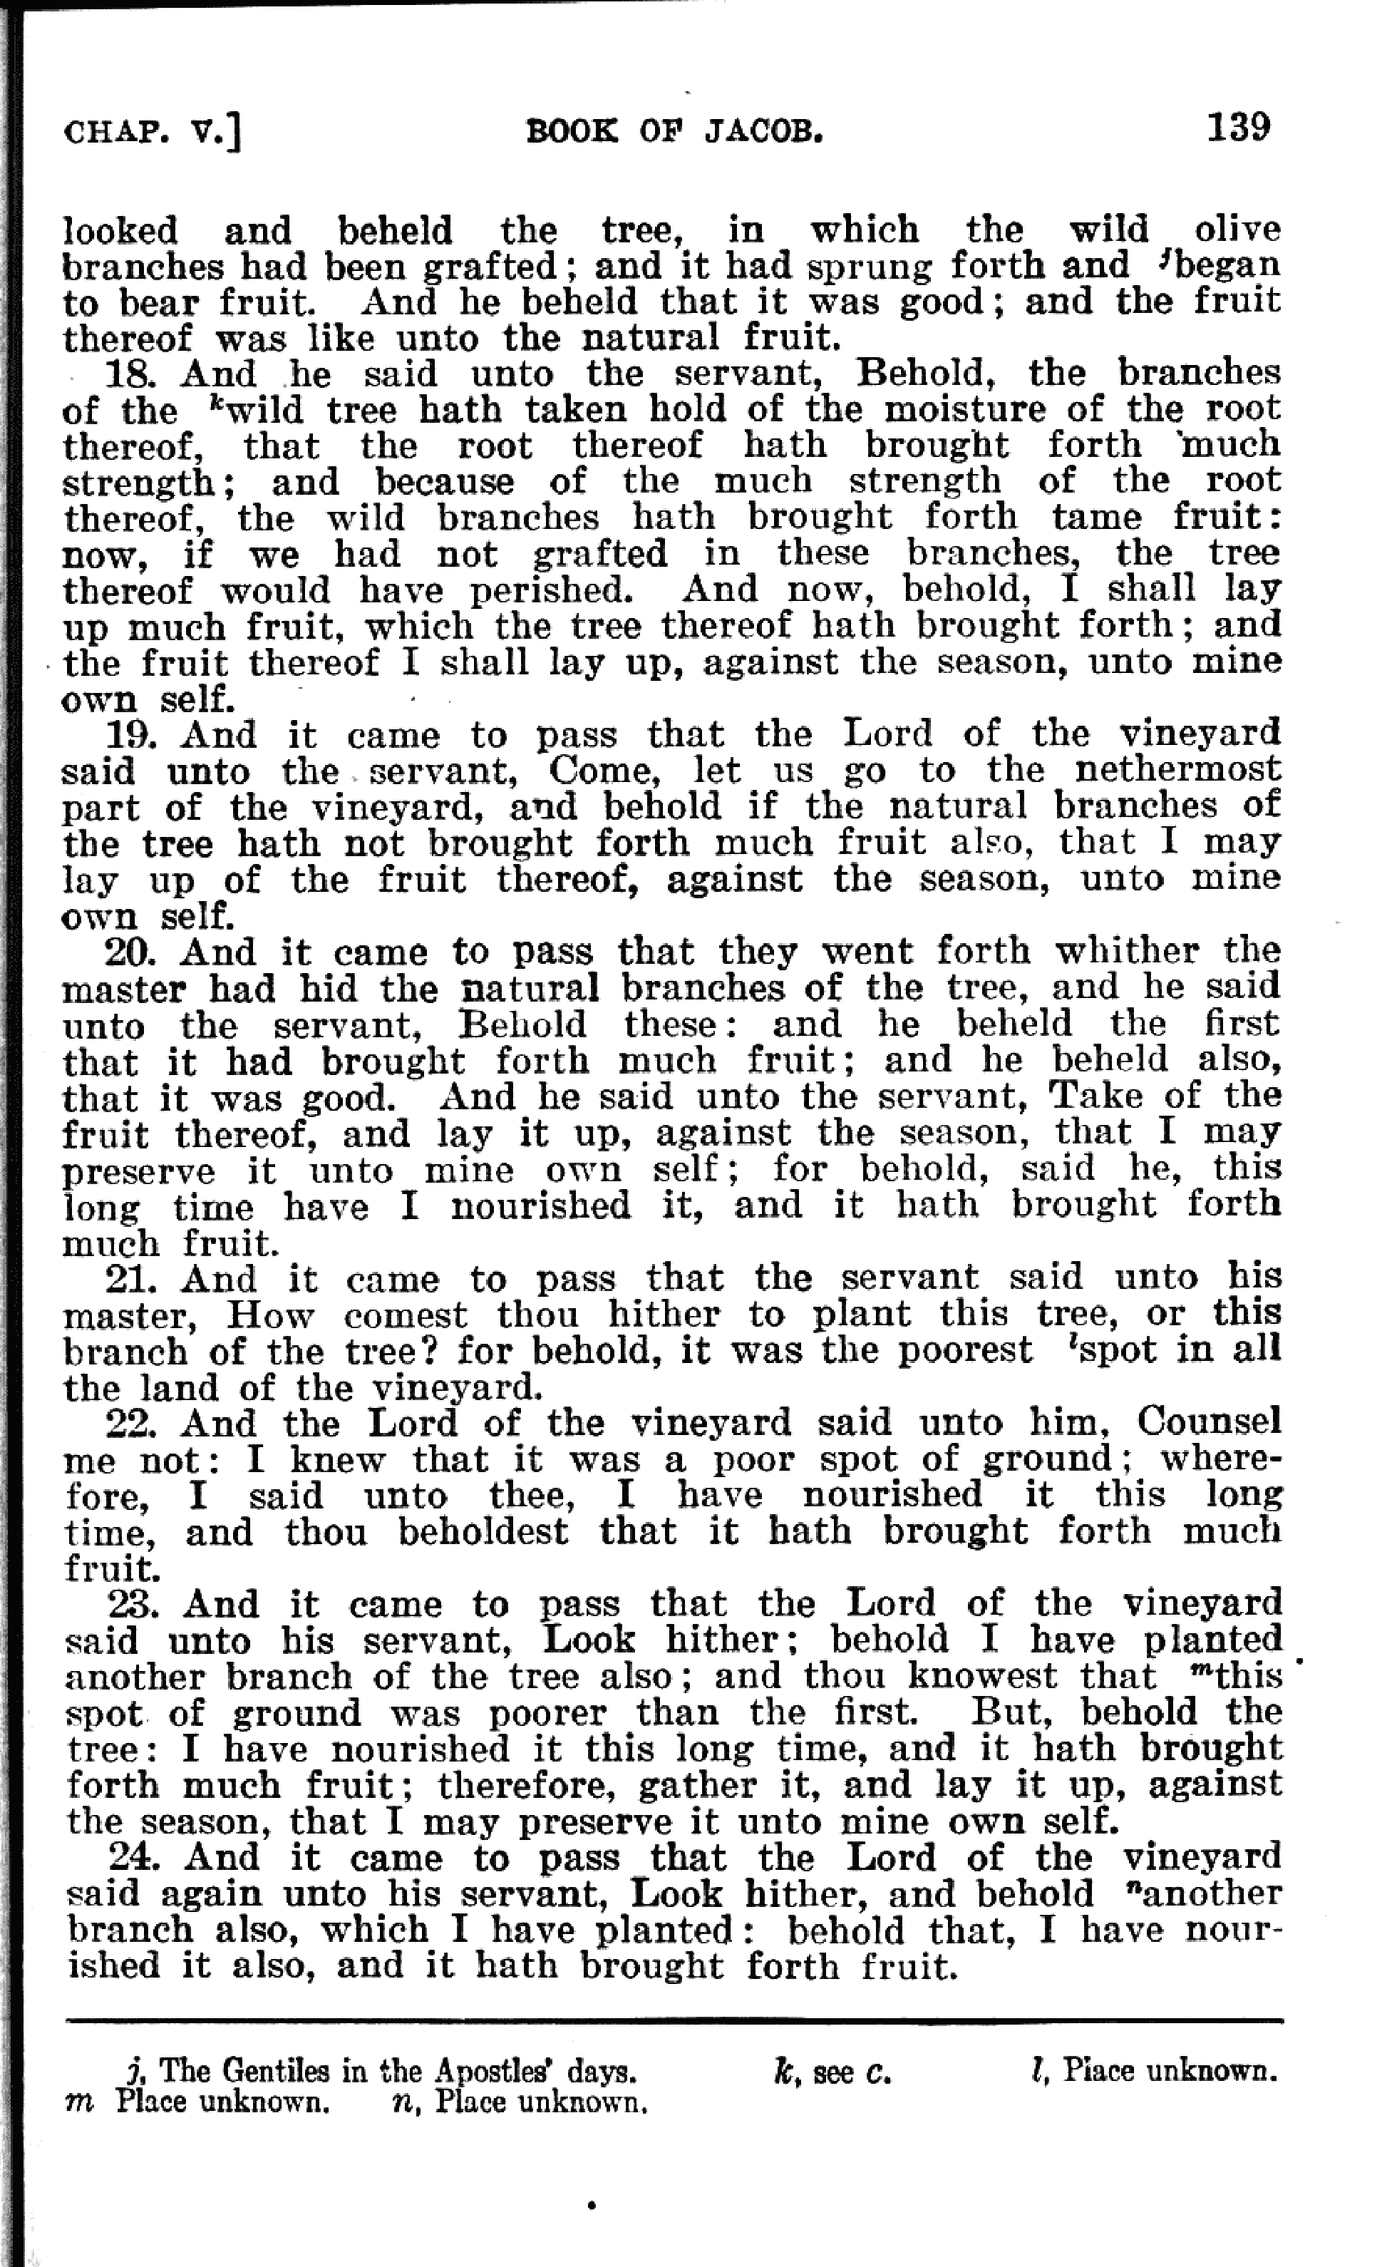 CHAP. V.] BOOK OF JACOB. 139
looked and beheld the tree, in which the wild olive
branches had been grafted; and it had sprung forth and jbegan
to bear fruit. And he beheld that it was good; and the fruit
thereof was like unto the natural fruit.
18. And he said unto the servant, Behold, the branches
of the kwild tree hath taken hold of the moisture of the root
thereof, that the root thereof hath brought forth much
strength; and because of the much strength of the root
thereof, the wild branches hath brought forth tame fruit:
now, if we had not grafted in these branches, the tree
thereof would have perished. And now, behold, I shall lay
up much fruit, which the tree thereof hath brought forth; and
the fruit thereof I shall lay up, against the season, unto mine
own self.
19. And it came to pass that the Lord of the vineyard
said unto the servant, Come, let us go to the nethermost
part of the vineyard, and behold if the natural branches of
the tree hath not brought forth much fruit also, that I may
lay up of the fruit thereof, against the season, unto mine
own self.
20. And it came to pass that they went forth whither the
master had hid the natural branches of the tree, and he said
unto the servant, Behold these: and he beheld the first
that it had brought forth much fruit; and he beheld also,
that it was good. And he said unto the servant, Take of the
fruit thereof, and lay it up, against the season, that I may
preserve it unto mine own self; for behold, said he, this
long time have I nourished it, and it hath brought forth
much fruit.
21. And it came to pass that the servant said unto his
master, How comest thou hither to plant this tree, or this
branch of the tree? for behold, it was the poorest lspot in all
the land of the vineyard.
22. And the Lord of the vineyard said unto him, Counsel
me not: I knew that it was a poor spot of ground; where-
fore, I said unto thee, I have nourished it this long
time, and thou beholdest that it hath brought forth much
fruit.
23. And it came to pass that the Lord of the vineyard
said unto his servant, Look hither; behold I have planted
another branch of the tree also; and thou knowest that mthis
spot of ground was poorer than the first. But, behold the
tree: I have nourished it this long time, and it hath brought
forth much fruit; therefore, gather it, and lay it up, against
the season, that I may preserve it unto mine own self.
24. And it came to pass that the Lord of the vineyard
said again unto his servant, Look hither, and behold nanother
branch also, which I have planted: behold that, I have nour-
ished it also, and it hath brought forth fruit.
j, The Gentiles in the Apostles' days. k, see c. l, Place unknown.
m Place unknown. n, Place unknown.